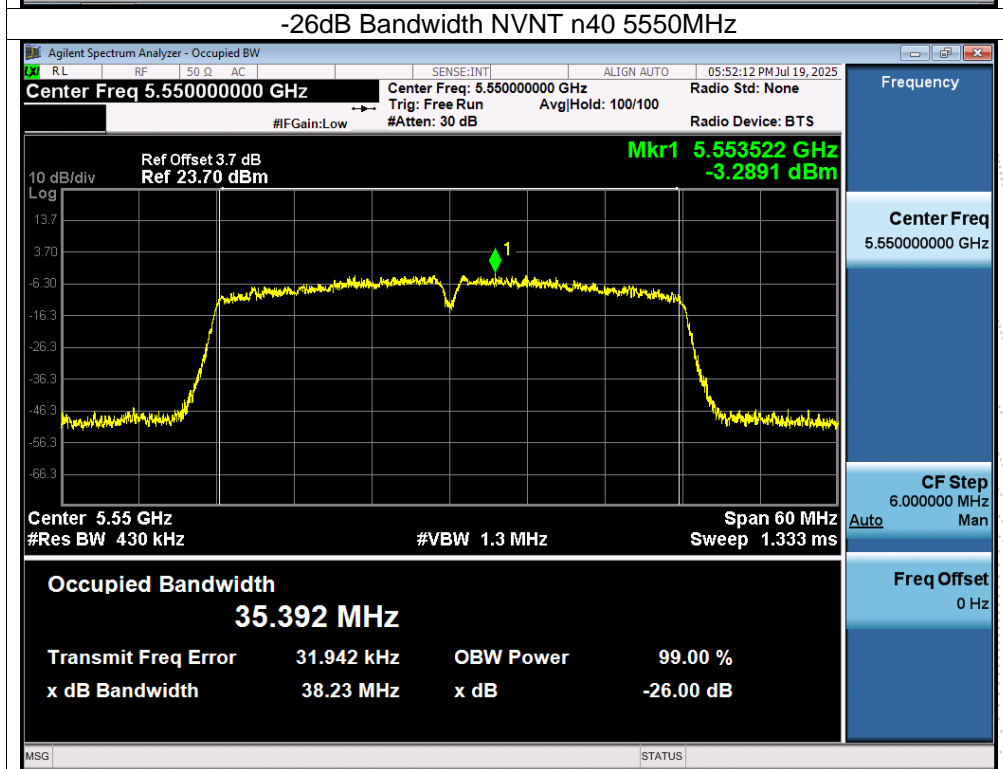 -26dB Bandwidth NVNT n40 5550MHz
Agilent Spectrum Analyzer - Occupied BW
LXI RL RF 50 Ω AC SENSE:INT ALIGN AUTO 05:52:12 PM Jul 19, 2025
Center Freq 5.550000000 GHz
Center Freq: 5.550000000 GHz Radio Std: None
Trig: Free Run Avg|Hold: 100/100
#IFGain:Low #Atten: 30 dB Radio Device: BTS
Mkr1 5.553522 GHz
-3.2891 dBm
Ref Offset 3.7 dB
10 dB/div Ref 23.70 dBm
Log
13.7
3.70
-6.30
-16.3
-26.3
-36.3
-46.3
-56.3
-66.3
1
Center 5.55 GHz Span 60 MHz
#Res BW 430 kHz #VBW 1.3 MHz Sweep 1.333 ms
Occupied Bandwidth
35.392 MHz
Transmit Freq Error 31.942 kHz OBW Power 99.00 %
x dB Bandwidth 38.23 MHz x dB -26.00 dB
Frequency
Center Freq
5.550000000 GHz
CF Step
6.000000 MHz
Auto Man
Freq Offset
0 Hz
MSG STATUS